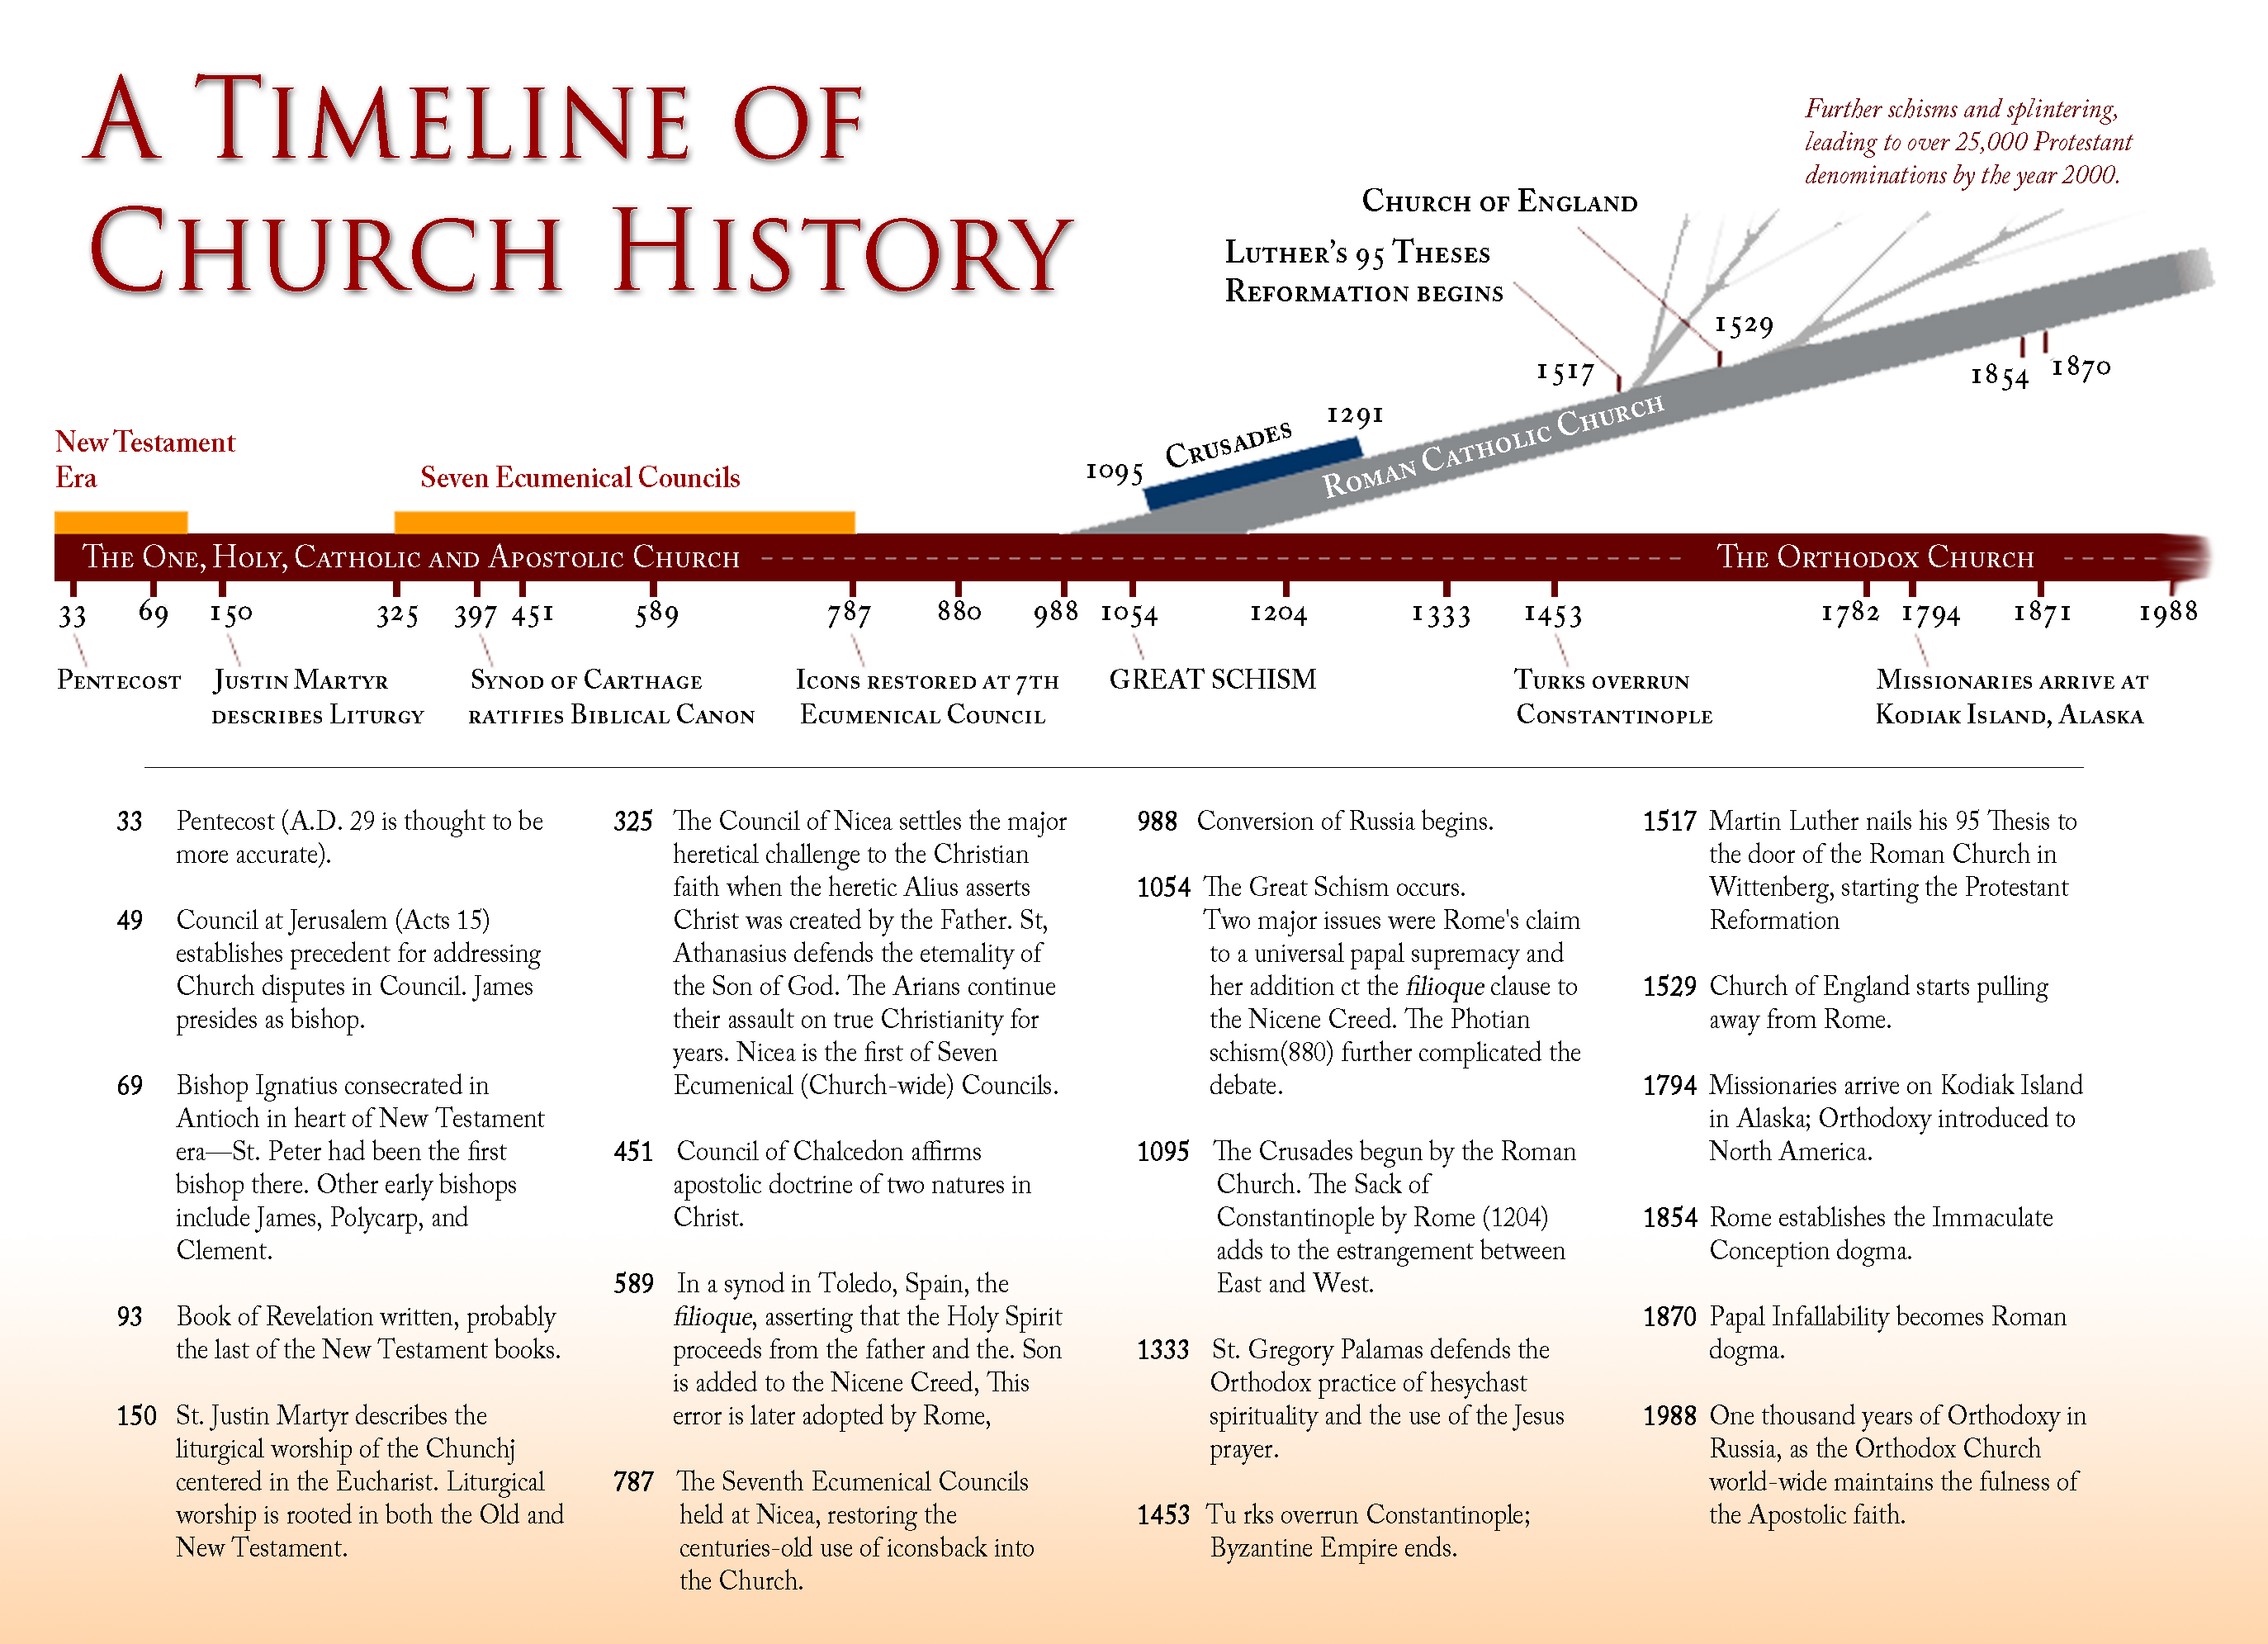 A Timeline of
Church History
Further schisms and splintering,
leading to over 25,000 Protestant
denominations by the year 2000.
Church of England
Luther's 95 Theses
Reformation begins
1529
1517
1854
1870
1291
Crusades
1095
Roman Catholic Church
New Testament
Era
Seven Ecumenical Councils
The One, Holy, Catholic and Apostolic Church
The Orthodox Church
33 69 150 325 397 451 589 787 880 988 1054 1204 1333 1453 1782 1794 1871 1988
Pentecost
Justin Martyr
describes Liturgy
Synod of Carthage
ratifies Biblical Canon
Icons restored at 7th
Ecumenical Council
GREAT SCHISM
Turks overrun
Constantinople
Missionaries arrive at
Kodiak Island, Alaska
33 Pentecost (A.D. 29 is thought to be
more accurate).
49 Council at Jerusalem (Acts 15)
establishes precedent for addressing
Church disputes in Council. James
presides as bishop.
69 Bishop Ignatius consecrated in
Antioch in heart of New Testament
era—St. Peter had been the first
bishop there. Other early bishops
include James, Polycarp, and
Clement.
93 Book of Revelation written, probably
the last of the New Testament books.
150 St. Justin Martyr describes the
liturgical worship of the Chunchj
centered in the Eucharist. Liturgical
worship is rooted in both the Old and
New Testament.
325 The Council of Nicea settles the major
heretical challenge to the Christian
faith when the heretic Alius asserts
Christ was created by the Father. St,
Athanasius defends the etemality of
the Son of God. The Arians continue
their assault on true Christianity for
years. Nicea is the first of Seven
Ecumenical (Church-wide) Councils.
451 Council of Chalcedon affirms
apostolic doctrine of two natures in
Christ.
589 In a synod in Toledo, Spain, the
filioque, asserting that the Holy Spirit
proceeds from the father and the. Son
is added to the Nicene Creed, This
error is later adopted by Rome,
787 The Seventh Ecumenical Councils
held at Nicea, restoring the
centuries-old use of iconsback into
the Church.
988 Conversion of Russia begins.
1054 The Great Schism occurs.
Two major issues were Rome's claim
to a universal papal supremacy and
her addition ct the filioque clause to
the Nicene Creed. The Photian
schism(880) further complicated the
debate.
1095 The Crusades begun by the Roman
Church. The Sack of
Constantinople by Rome (1204)
adds to the estrangement between
East and West.
1333 St. Gregory Palamas defends the
Orthodox practice of hesychast
spirituality and the use of the Jesus
prayer.
1453 Tu rks overrun Constantinople;
Byzantine Empire ends.
1517 Martin Luther nails his 95 Thesis to
the door of the Roman Church in
Wittenberg, starting the Protestant
Reformation
1529 Church of England starts pulling
away from Rome.
1794 Missionaries arrive on Kodiak Island
in Alaska; Orthodoxy introduced to
North America.
1854 Rome establishes the Immaculate
Conception dogma.
1870 Papal Infallability becomes Roman
dogma.
1988 One thousand years of Orthodoxy in
Russia, as the Orthodox Church
world-wide maintains the fulness of
the Apostolic faith.